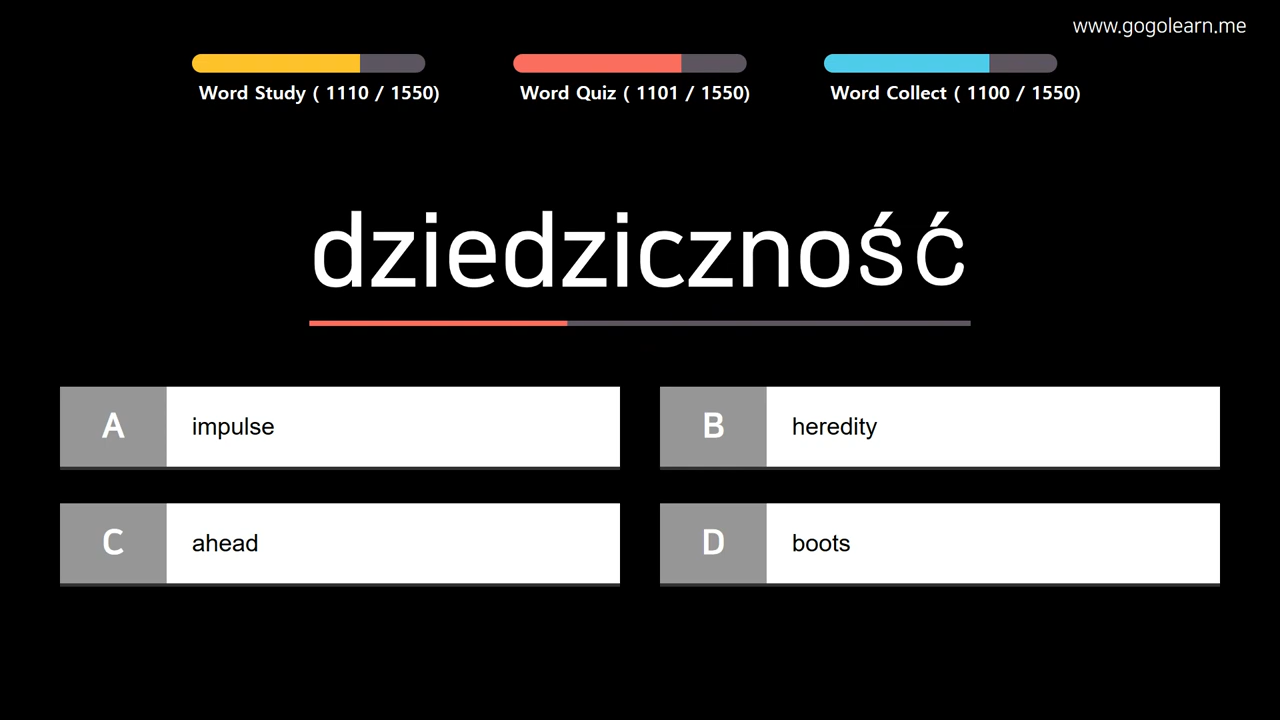 www.gogolearn.me
Word Study ( 1110 / 1550)
Word Quiz ( 1101 / 1550)
Word Collect ( 1100 / 1550)
dziedziczność
A impulse
B heredity
C ahead
D boots